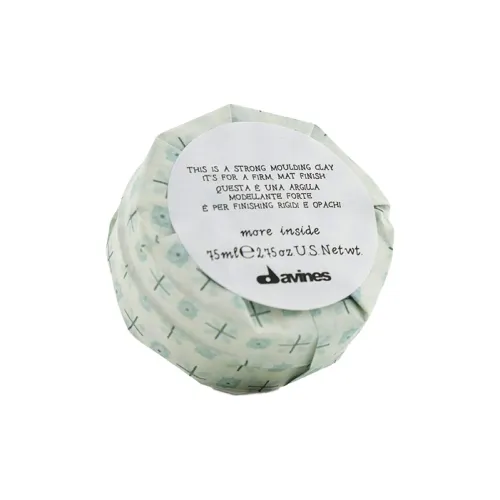 THIS IS A STRONG MOULDING CLAY
IT'S FOR A FIRM, MAT FINISH
QUESTA È UNA ARGILLA
MODELLANTE FORTE
È PER FINISHING RIGIDI E OPACHI
more inside
75ml℮2.75oz U.S. Net wt.
davines